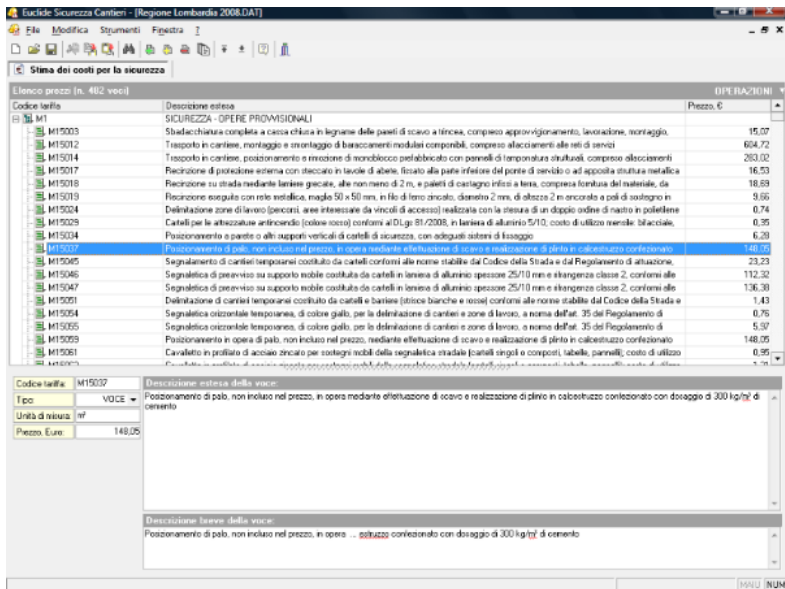 Euclide Sicurezza Cantieri - [Regione Lombardia 2008.DAT]
File Modifica Strumenti Finestra ?
Stima dei costi per la sicurezza
Elenco prezzi (n. 482 voci) OPERAZIONI
Codice tariffa Descrizione estesa Prezzo, €
M1 SICUREZZA - OPERE PROVVISIONALI
M15003 Sbadacchiatura completa a cassa chiusa in legname delle pareti di scavo a trincea, compreso approvvigionamento, lavorazione, montaggio, 15,07
M15012 Trasporto in cantiere, montaggio e smontaggio di baraccamenti modulari componibili, compreso allacciamenti alle reti di servizi 604,72
M15014 Trasporto in cantiere, posizionamento e rimozione di monoblocco prefabbricato con pannelli di tamponatura strutturali, compreso allacciamenti 283,02
M15017 Recinzione di protezione esterna con steccato in tavole di abete, fissato alla parte inferiore del ponte di servizio o ad apposita struttura metallica 16,53
M15018 Recinzione su strada mediante lamiere grecate, alte non meno di 2 m, e paletti di castagno infissi a terra, compresa fornitura del materiale, da 18,69
M15019 Recinzione eseguita con rete metallica, maglia 50 x 50 mm, in filo di ferro zincato, diametro 2 mm, di altezza 2 m ancorata a pali di sostegno in 9,66
M15024 Delimitazione zone di lavoro (percorsi, aree interessate da vincoli di accesso) realizzata con la stesura di un doppio ordine di nastro in polietilene 0,74
M15029 Cartelli per le attrezzature antincendio (colore rosso) conformi al DLgs 81/2008, in lamiera di alluminio 5/10; costo di utilizzo mensile: bifacciale, 0,35
M15034 Posizionamento a parete o altri supporti verticali di cartelli di sicurezza, con adeguati sistemi di fissaggio 6,28
M15037 Posizionamento di palo, non incluso nel prezzo, in opera mediante effettuazione di scavo e realizzazione di plinto in calcestruzzo confezionato 148,05
M15045 Segnalamento di cantieri temporanei costituito da cartelli conformi alle norme stabilite dal Codice della Strada e dal Regolamento di attuazione, 23,23
M15046 Segnaletica di preavviso su supporto mobile costituita da cartelli in lamiera di alluminio spessore 25/10 mm e rifrangenza classe 2, conformi alle 112,32
M15047 Segnaletica di preavviso su supporto mobile costituita da cartelli in lamiera di alluminio spessore 25/10 mm e rifrangenza classe 2, conformi alle 136,38
M15051 Delimitazione di cantieri temporanei costituito da cartelli e barriere (strisce bianche e rosse) conformi alle norme stabilite dal Codice della Strada e 1,43
M15054 Segnaletica orizzontale temporanea, di colore giallo, per la delimitazione di cantieri e zone di lavoro, a norma dell'art. 35 del Regolamento di 0,76
M15055 Segnaletica orizzontale temporanea, di colore giallo, per la delimitazione di cantieri e zone di lavoro, a norma dell'art. 35 del Regolamento di 5,97
M15059 Posizionamento in opera di palo, non incluso nel prezzo, mediante effettuazione di scavo e realizzazione di plinto in calcestruzzo confezionato 148,05
M15061 Cavalletto in profilato di acciaio zincato per sostegni mobili della segnaletica stradale (cartelli singoli o composti, tabelle, pannelli); costo di utilizzo 0,95
Codice tariffa: M15037
Tipo: VOCE
Unità di misura: m²
Prezzo, Euro: 148,05
Descrizione estesa della voce:
Posizionamento di palo, non incluso nel prezzo, in opera mediante effettuazione di scavo e realizzazione di plinto in calcestruzzo confezionato con dosaggio di 300 kg/m² di
cemento
Descrizione breve della voce:
Posizionamento di palo, non incluso nel prezzo, in opera ... estruzzo confezionato con dosaggio di 300 kg/m² di cemento
MAIU NUM